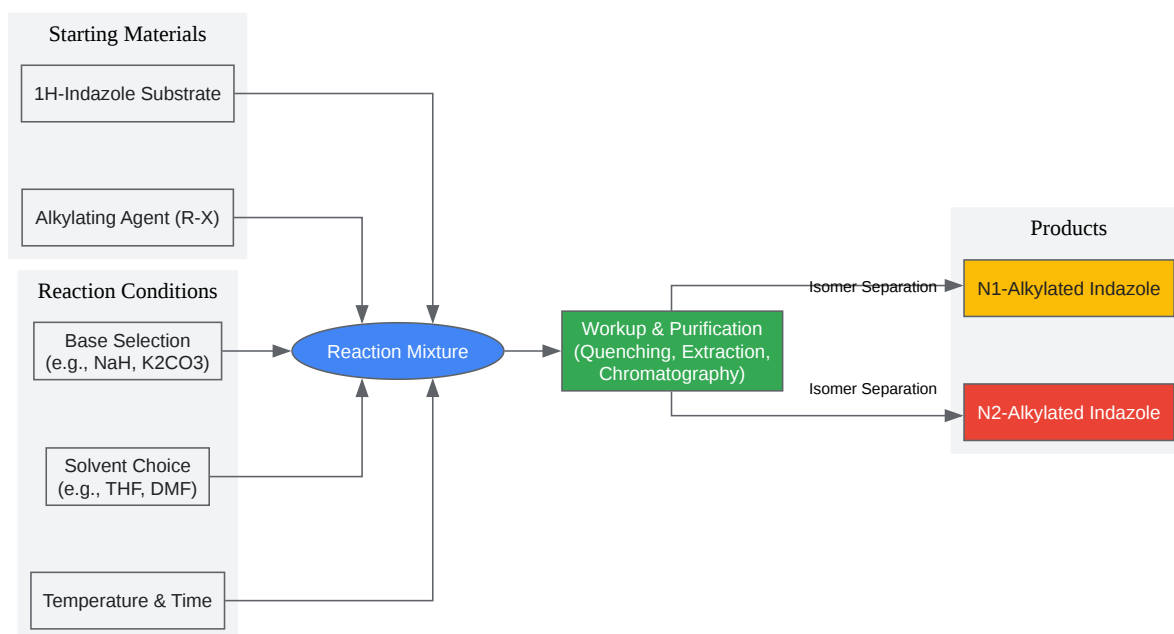 Starting Materials
1H-Indazole Substrate
Alkylating Agent (R-X)
Reaction Conditions
Base Selection
(e.g., NaH, K2CO3)
Solvent Choice
(e.g., THF, DMF)
Temperature & Time
Reaction Mixture
Workup & Purification
(Quenching, Extraction,
Chromatography)
Isomer Separation
Isomer Separation
Products
N1-Alkylated Indazole
N2-Alkylated Indazole